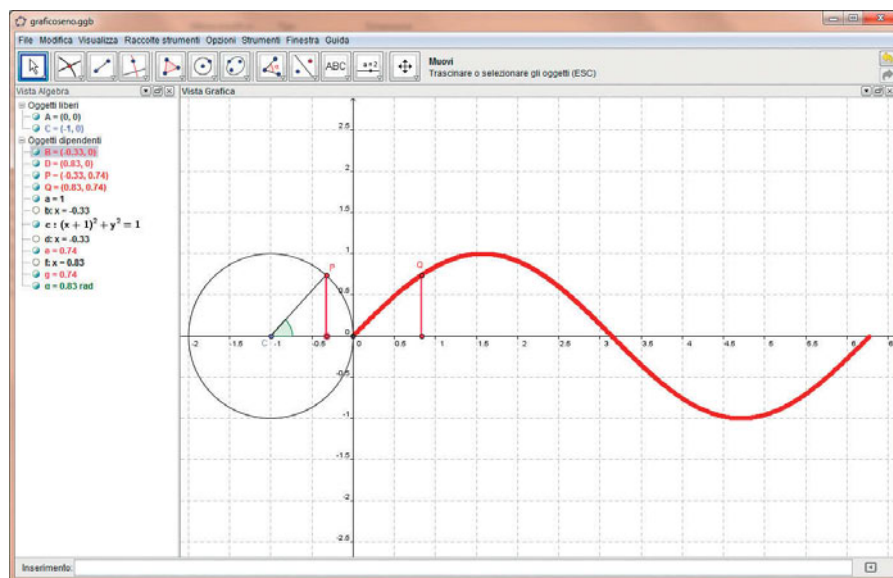 graficoseno.ggb
File Modifica Visualizza Raccolte strumenti Opzioni Strumenti Finestra Guida
ABC
a=2
Muovi
Trascinare o selezionare gli oggetti (ESC)
Vista Algebra
Vista Grafica
Oggetti liberi
A = (0, 0)
C = (-1, 0)
Oggetti dipendenti
B = (-0.33, 0)
D = (0.83, 0)
P = (-0.33, 0.74)
Q = (0.83, 0.74)
a = 1
b: x = -0.33
c : (x + 1)² + y² = 1
d: x = -0.33
e = 0.74
f: x = 0.83
g = 0.74
α = 0.83 rad
2.5
2
1.5
1
P
Q
0.5
0
C
-2 -1.5 -1 -0.5 0 0.5 1 1.5 2 2.5 3 3.5 4 4.5 5 5.5 6
-0.5
-1
-1.5
-2
-2.5
Inserimento: